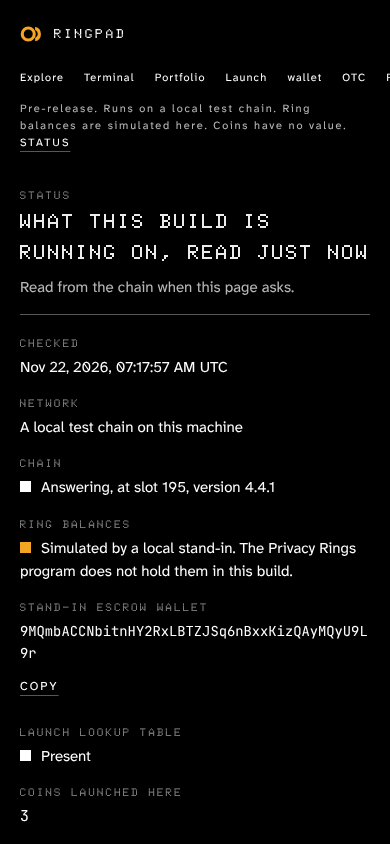 RINGPAD
Explore Terminal Portfolio Launch wallet OTC
Pre-release. Runs on a local test chain. Ring
balances are simulated here. Coins have no value.
STATUS
STATUS
WHAT THIS BUILD IS
RUNNING ON, READ JUST NOW
Read from the chain when this page asks.
CHECKED
Nov 22, 2026, 07:17:57 AM UTC
NETWORK
A local test chain on this machine
CHAIN
Answering, at slot 195, version 4.4.1
RING BALANCES
Simulated by a local stand-in. The Privacy Rings
program does not hold them in this build.
STAND-IN ESCROW WALLET
9MQmbACCNbitnHY2RxLBTZJSq6nBxxKizQAyMQyU9L
9r
COPY
LAUNCH LOOKUP TABLE
Present
COINS LAUNCHED HERE
3